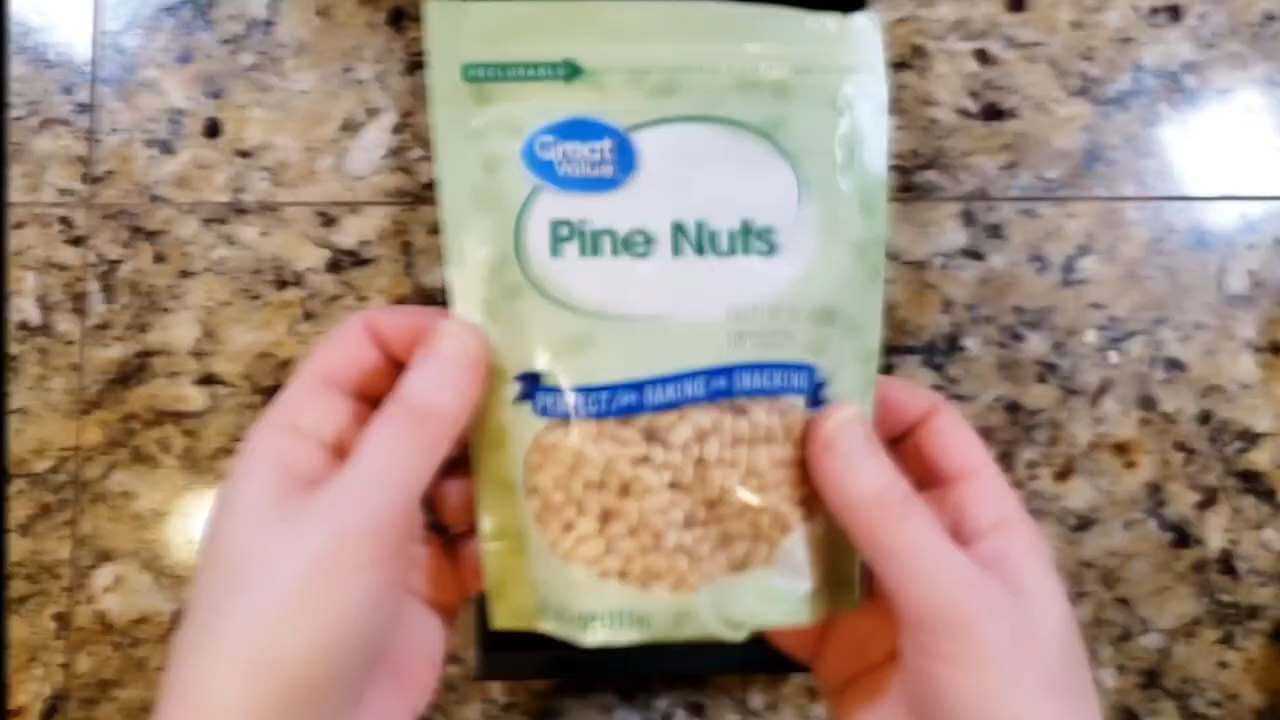 RECLOSABLE
Great
Value
Pine Nuts
PERFECT for BAKING or SNACKING